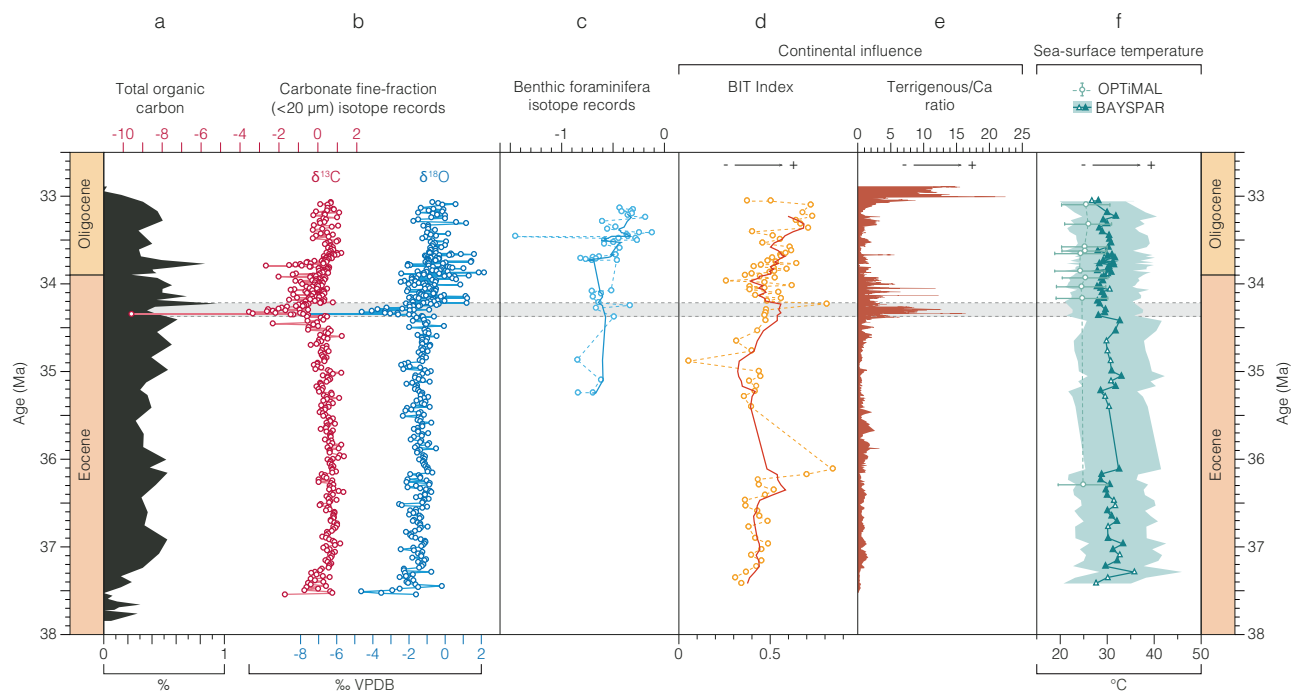 a b c d e f
Continental influence
Sea-surface temperature
Total organic
carbon
Carbonate fine-fraction
(<20 µm) isotope records
Benthic foraminifera
isotope records
BIT Index
Terrigenous/Ca
ratio
OPTiMAL
BAYSPAR
-10 -8 -6 -4 -2 0 2
-1 0
0 5 10 15 20 25
δ13C
δ18O
- +
- +
- +
Age (Ma)
33
34
35
36
37
38
Oligocene
Eocene
Oligocene
Eocene
33
34
35
36
37
38
Age (Ma)
0 1
-8 -6 -4 -2 0 2
0 0.5
20 30 40 50
%
‰ VPDB
°C